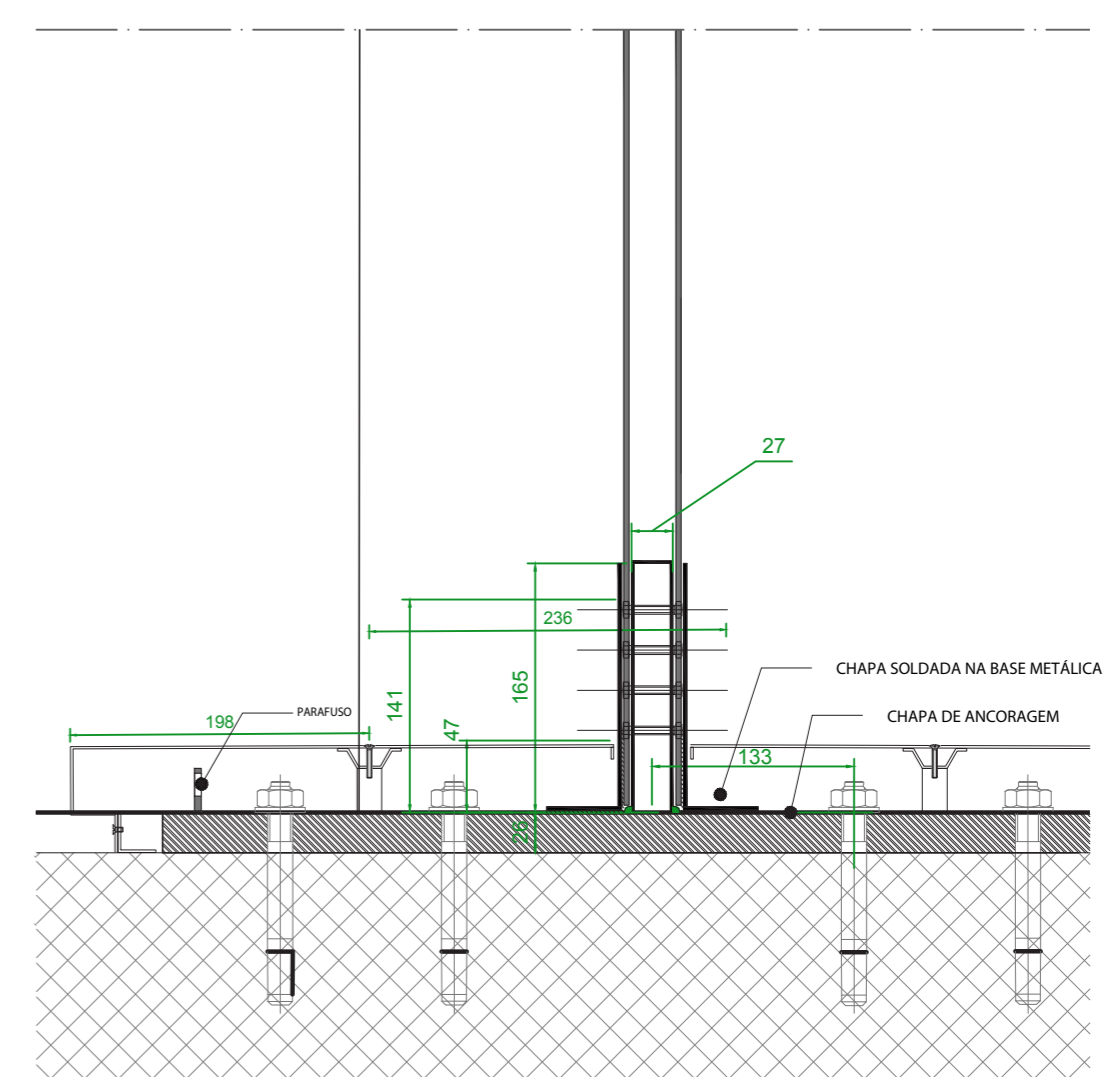 27
236
141
165
CHAPA SOLDADA NA BASE METÁLICA
PARAFUSO
198
47
CHAPA DE ANCORAGEM
133
26